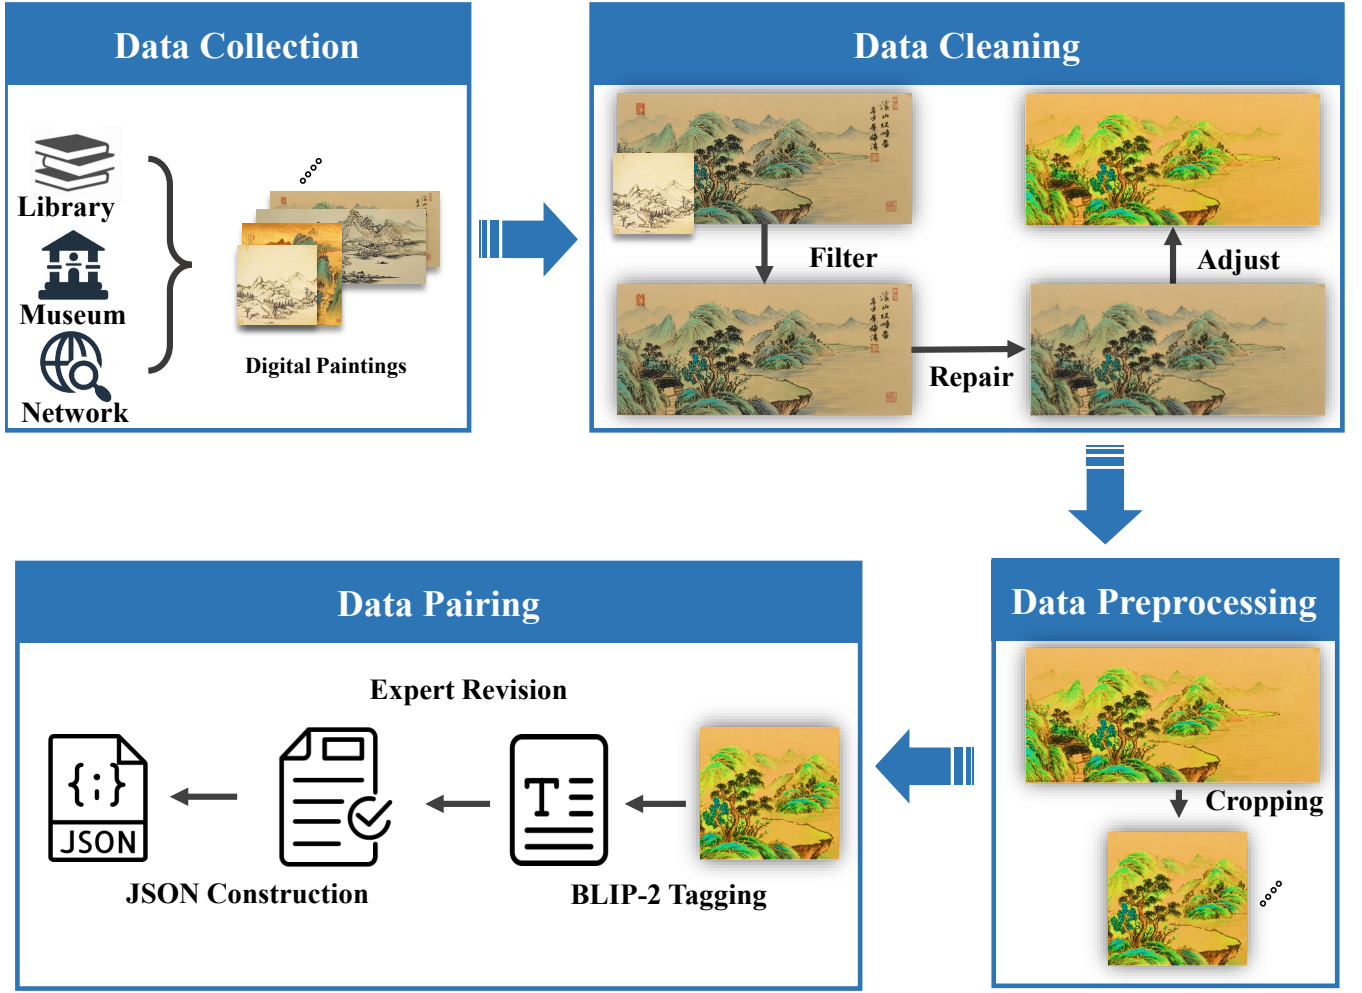 Data Collection
Library
Museum
Network
Digital Paintings
Data Cleaning
Filter
Repair
Adjust
Data Preprocessing
Cropping
Data Pairing
Expert Revision
T
{;}
JSON
JSON Construction
BLIP-2 Tagging